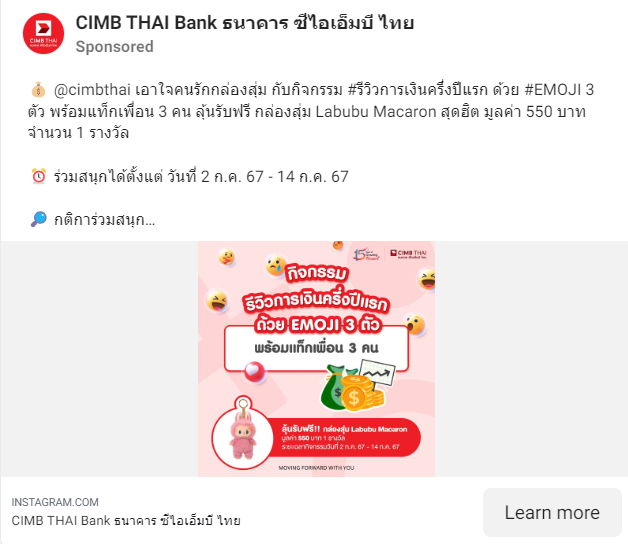 CIMB THAI Bank ธนาคาร ซีไอเอ็มบี ไทย
Sponsored
💰 @cimbthai เอาใจคนรักกล่องสุ่ม กับกิจกรรม #รีวิวการเงินครึ่งปีแรก ด้วย #EMOJI 3
ตัว พร้อมแท็กเพื่อน 3 คน ลุ้นรับฟรี กล่องสุ่ม Labubu Macaron สุดฮิต มูลค่า 550 บาท
จำนวน 1 รางวัล
⏰ ร่วมสนุกได้ตั้งแต่ วันที่ 2 ก.ค. 67 - 14 ก.ค. 67
🔎 กติการ่วมสนุก...
CIMB THAI
กิจกรรม
รีวิวการเงินครึ่งปีแรก
ด้วย EMOJI 3 ตัว
พร้อมแท็กเพื่อน 3 คน
ลุ้นรับฟรี!! กล่องสุ่ม Labubu Macaron
มูลค่า 550 บาท 1 รางวัล
ระยะเวลากิจกรรมวันที่ 2 ก.ค. 67 - 14 ก.ค. 67
MOVING FORWARD WITH YOU
INSTAGRAM.COM
CIMB THAI Bank ธนาคาร ซีไอเอ็มบี ไทย
Learn more